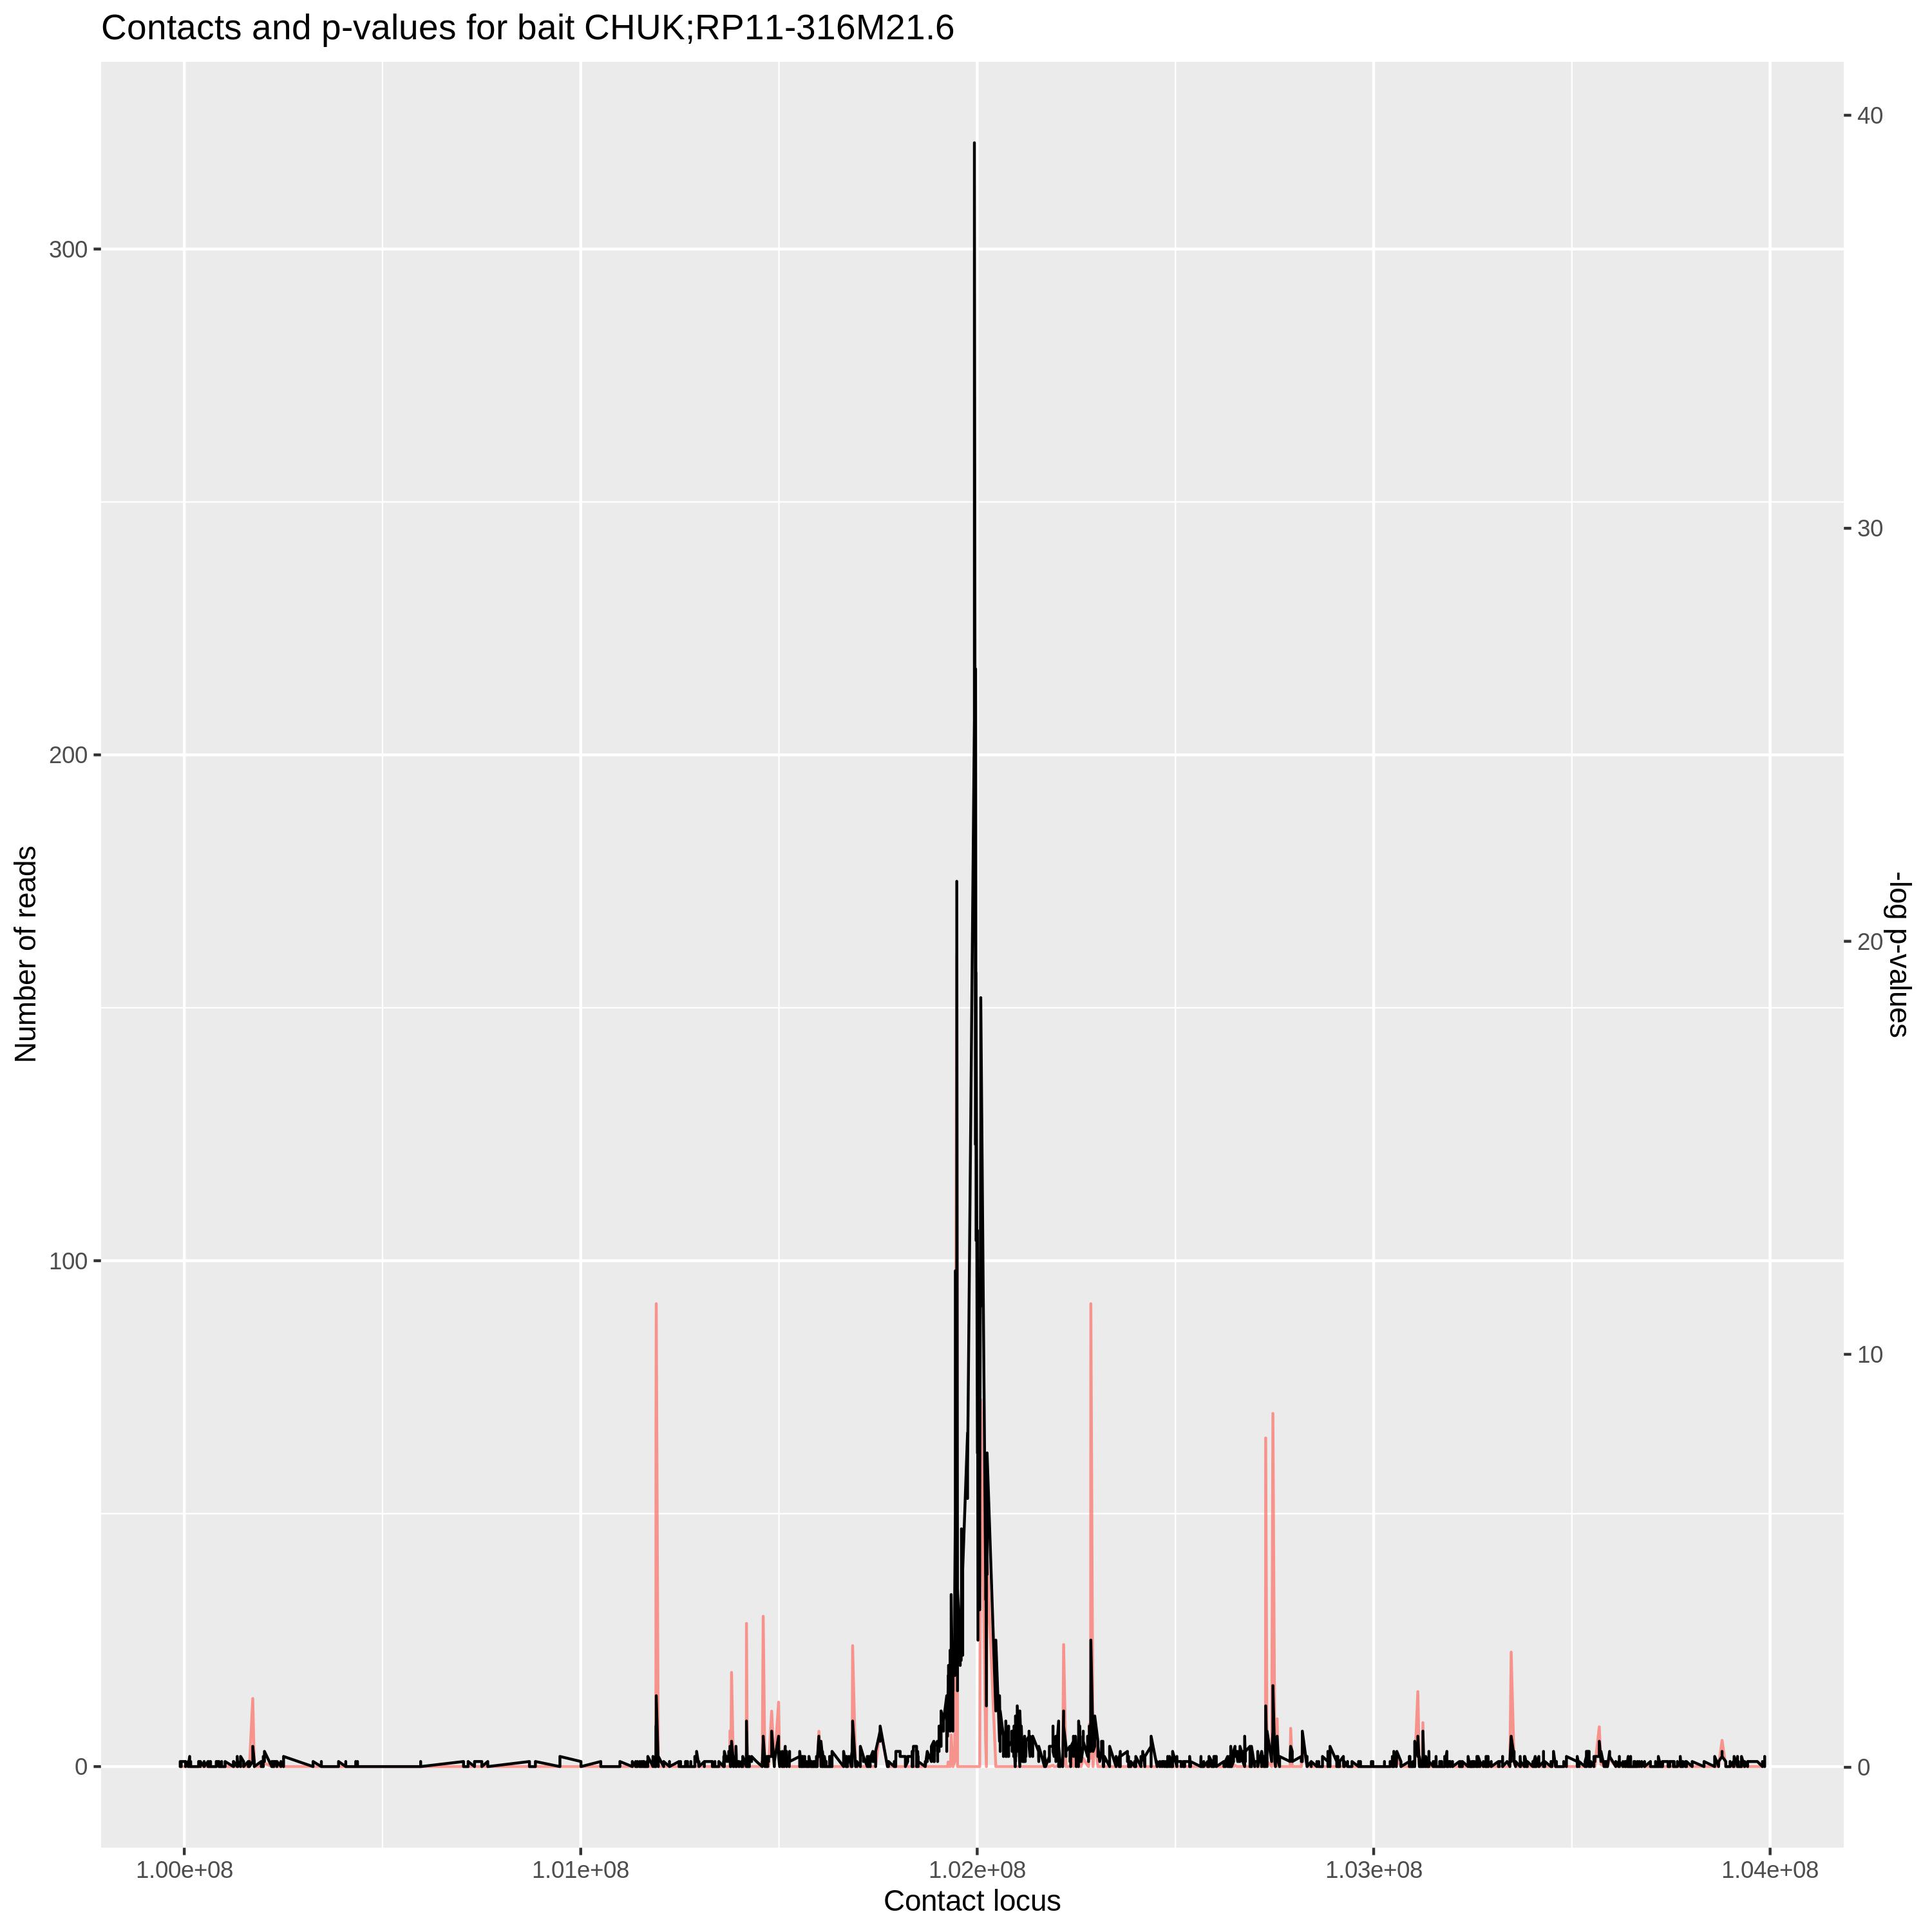 Contacts and p-values for bait CHUK;RP11-316M21.6
Number of reads
300
200
100
0
40
30
20
10
0
-log p-values
1.00e+08 1.01e+08 1.02e+08 1.03e+08 1.04e+08
Contact locus